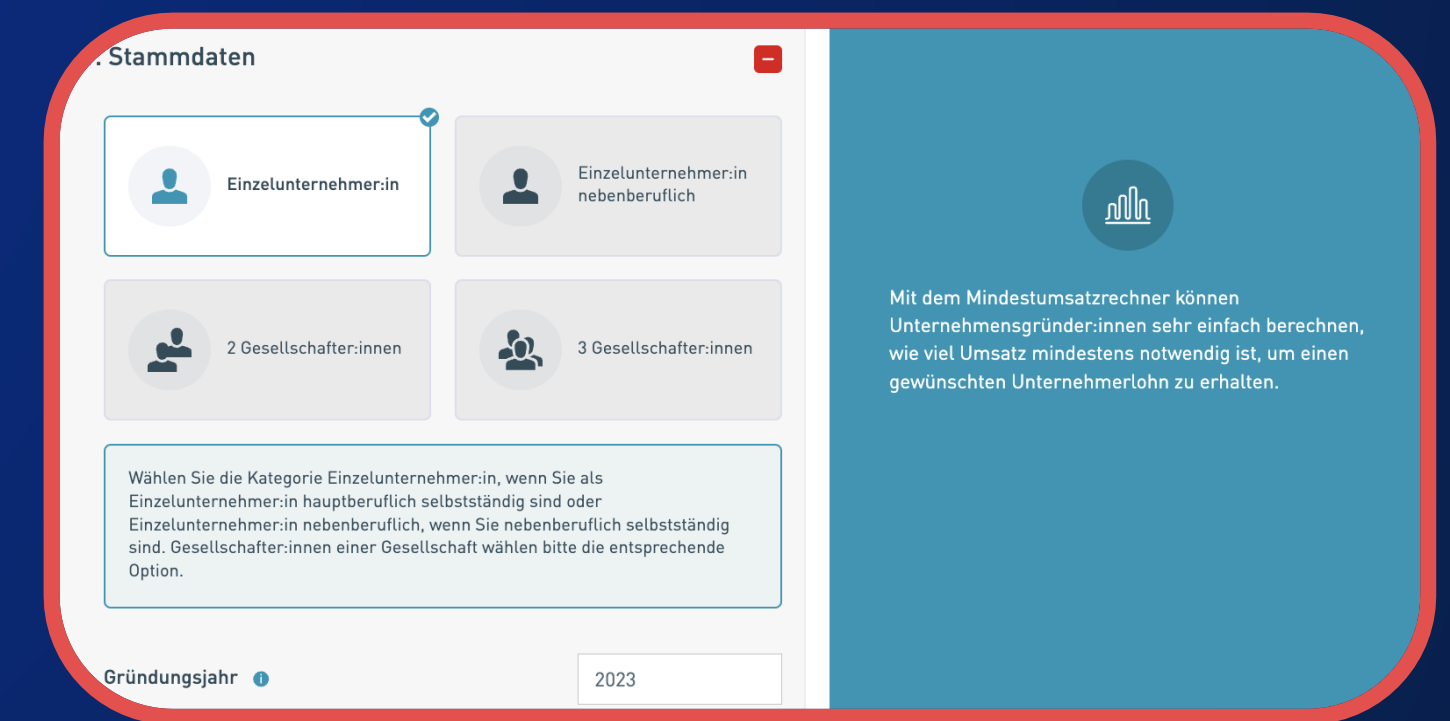 . Stammdaten
Einzelunternehmer:in
Einzelunternehmer:in
nebenberuflich
2 Gesellschafter:innen
3 Gesellschafter:innen
Wählen Sie die Kategorie Einzelunternehmer:in, wenn Sie als
Einzelunternehmer:in hauptberuflich selbstständig sind oder
Einzelunternehmer:in nebenberuflich, wenn Sie nebenberuflich selbstständig
sind. Gesellschafter:innen einer Gesellschaft wählen bitte die entsprechende
Option.
Gründungsjahr
2023
Mit dem Mindestumsatzrechner können
Unternehmensgründer:innen sehr einfach berechnen,
wie viel Umsatz mindestens notwendig ist, um einen
gewünschten Unternehmerlohn zu erhalten.